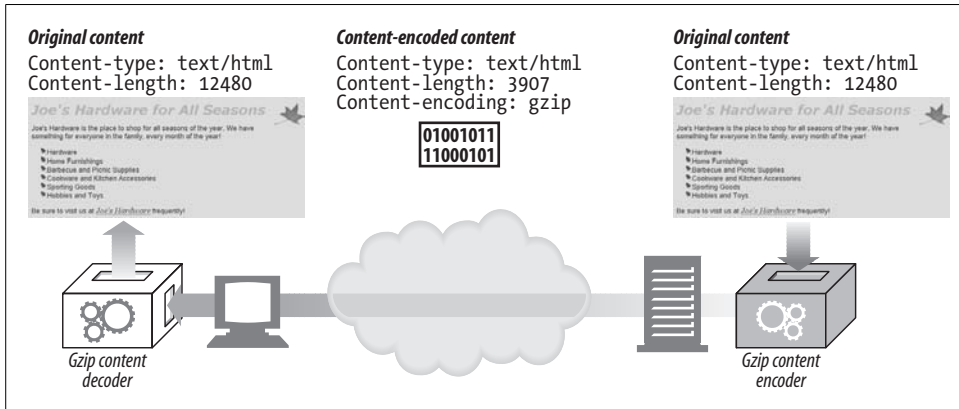 Original content
Content-type: text/html
Content-length: 12480
Joe's Hardware for All Seasons
Joe's Hardware is the place to shop for all seasons of the year. We have
something for everyone in the family, every month of the year!
Hardware
Home Furnishings
Barbecue and Picnic Supplies
Cookware and Kitchen Accessories
Sporting Goods
Hobbies and Toys
Be sure to visit us at Joe's Hardware frequently!
Gzip content
decoder
Content-encoded content
Content-type: text/html
Content-length: 3907
Content-encoding: gzip
01001011
11000101
Original content
Content-type: text/html
Content-length: 12480
Joe's Hardware for All Seasons
Joe's Hardware is the place to shop for all seasons of the year. We have
something for everyone in the family, every month of the year!
Hardware
Home Furnishings
Barbecue and Picnic Supplies
Cookware and Kitchen Accessories
Sporting Goods
Hobbies and Toys
Be sure to visit us at Joe's Hardware frequently!
Gzip content
encoder